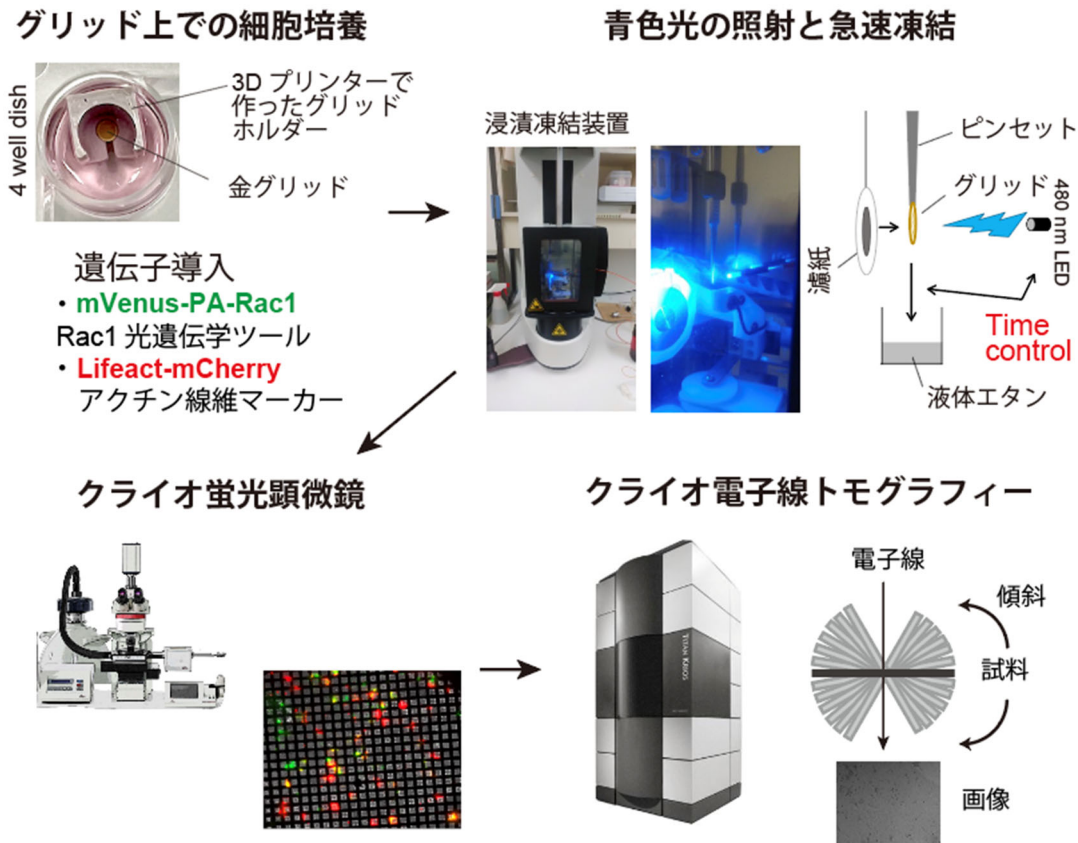 グリッド上での細胞培養
4 well dish
3D プリンターで
作ったグリッド
ホルダー
金グリッド
遺伝子導入
・mVenus-PA-Rac1
Rac1 光遺伝学ツール
・Lifeact-mCherry
アクチン線維マーカー
青色光の照射と急速凍結
浸漬凍結装置
ピンセット
グリッド
480 nm LED
濾紙
Time
control
液体エタン
クライオ蛍光顕微鏡
クライオ電子線トモグラフィー
TITAN KRIOS
電子線
傾斜
試料
画像